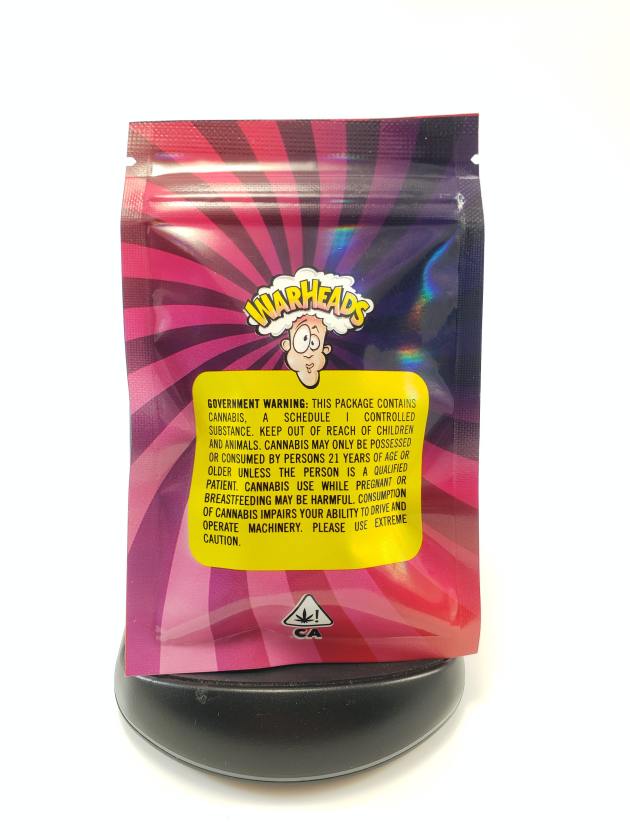 WARHEADS
GOVERNMENT WARNING: THIS PACKAGE CONTAINS
CANNABIS, A SCHEDULE I CONTROLLED
SUBSTANCE. KEEP OUT OF REACH OF CHILDREN
AND ANIMALS. CANNABIS MAY ONLY BE POSSESSED
OR CONSUMED BY PERSONS 21 YEARS OF AGE OR
OLDER UNLESS THE PERSON IS A QUALIFIED
PATIENT. CANNABIS USE WHILE PREGNANT OR
BREASTFEEDING MAY BE HARMFUL. CONSUMPTION
OF CANNABIS IMPAIRS YOUR ABILITY TO DRIVE AND
OPERATE MACHINERY. PLEASE USE EXTREME
CAUTION.
!
CA